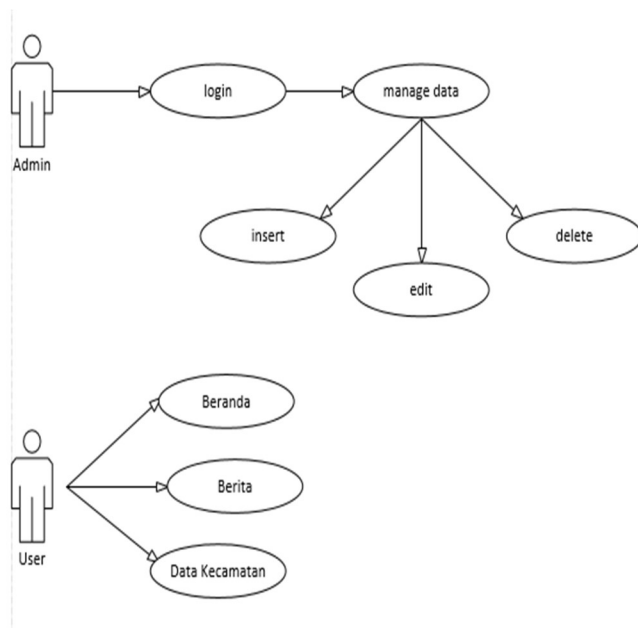 login
manage data
Admin
insert
delete
edit
Beranda
Berita
User
Data Kecamatan